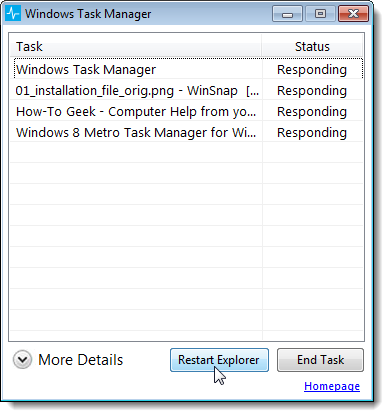 Windows Task Manager
Task Status
Windows Task Manager Responding
01_installation_file_orig.png - WinSnap [... Responding
How-To Geek - Computer Help from yo... Responding
Windows 8 Metro Task Manager for Wi... Responding
More Details Restart Explorer End Task
Homepage